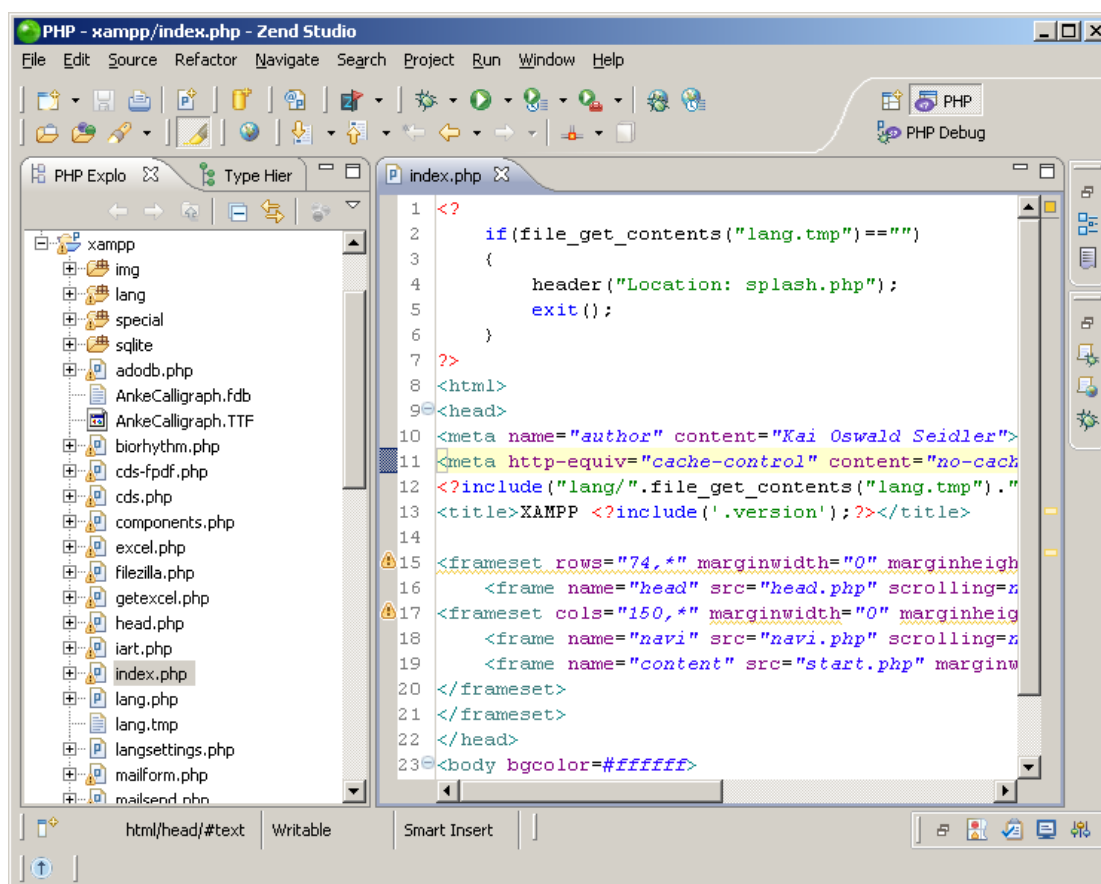 PHP - xampp/index.php - Zend Studio
File Edit Source Refactor Navigate Search Project Run Window Help
PHP
PHP Debug
PHP Explo Type Hier
index.php
xampp
img
lang
special
sqlite
adodb.php
AnkeCalligraph.fdb
AnkeCalligraph.TTF
biorhythm.php
cds-fpdf.php
cds.php
components.php
excel.php
filezilla.php
getexcel.php
head.php
iart.php
index.php
lang.php
lang.tmp
langsettings.php
mailform.php
mailsend.php
1 <?
2 if(file_get_contents("lang.tmp")=="")
3 {
4 header("Location: splash.php");
5 exit();
6 }
7 ?>
8 <html>
9 <head>
10 <meta name="author" content="Kai Oswald Seidler">
11 <meta http-equiv="cache-control" content="no-cach
12 <?include("lang/".file_get_contents("lang.tmp")."
13 <title>XAMPP <?include('.version');?></title>
14
15 <frameset rows="74,*" marginwidth="0" marginheigh
16 <frame name="head" src="head.php" scrolling=n
17 <frameset cols="150,*" marginwidth="0" marginheig
18 <frame name="navi" src="navi.php" scrolling=n
19 <frame name="content" src="start.php" marginw
20 </frameset>
21 </frameset>
22 </head>
23 <body bgcolor=#ffffff>
html/head/#text Writable Smart Insert